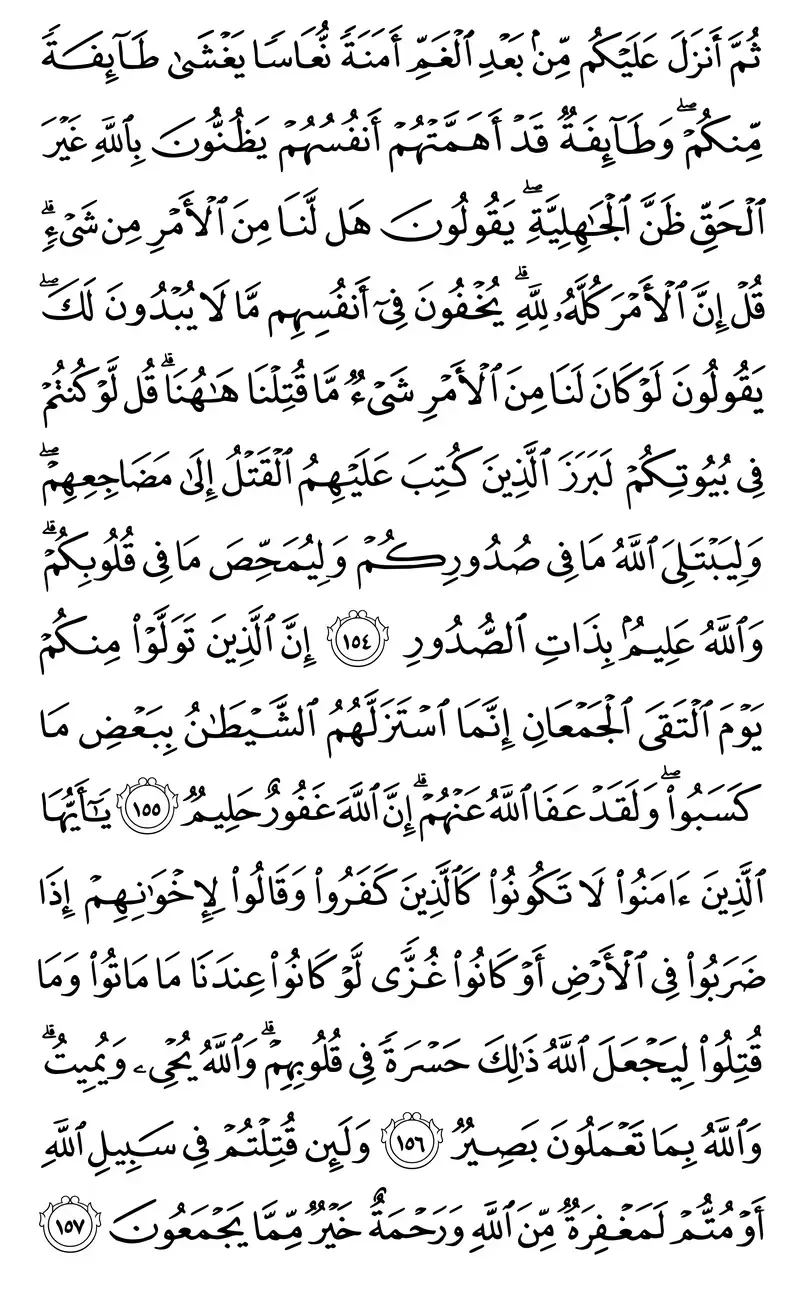 ثُمَّ أَنزَلَ عَلَيۡكُم مِّنۢ بَعۡدِ ٱلۡغَمِّ أَمَنَةٗ نُّعَاسٗا يَغۡشَىٰ طَآئِفَةٗ
مِّنكُمۡۖ وَطَآئِفَةٞ قَدۡ أَهَمَّتۡهُمۡ أَنفُسُهُمۡ يَظُنُّونَ بِٱللَّهِ غَيۡرَ
ٱلۡحَقِّ ظَنَّ ٱلۡجَٰهِلِيَّةِۖ يَقُولُونَ هَل لَّنَا مِنَ ٱلۡأَمۡرِ مِن شَيۡءٖۗ
قُلۡ إِنَّ ٱلۡأَمۡرَ كُلَّهُۥ لِلَّهِۗ يُخۡفُونَ فِيٓ أَنفُسِهِم مَّا لَا يُبۡدُونَ لَكَۖ
يَقُولُونَ لَوۡ كَانَ لَنَا مِنَ ٱلۡأَمۡرِ شَيۡءٞ مَّا قُتِلۡنَا هَٰهُنَاۗ قُل لَّوۡ كُنتُمۡ
فِي بُيُوتِكُمۡ لَبَرَزَ ٱلَّذِينَ كُتِبَ عَلَيۡهِمُ ٱلۡقَتۡلُ إِلَىٰ مَضَاجِعِهِمۡۖ
وَلِيَبۡتَلِيَ ٱللَّهُ مَا فِي صُدُورِكُمۡ وَلِيُمَحِّصَ مَا فِي قُلُوبِكُمۡۚ
وَٱللَّهُ عَلِيمُۢ بِذَاتِ ٱلصُّدُورِ ١٥٤ إِنَّ ٱلَّذِينَ تَوَلَّوۡاْ مِنكُمۡ
يَوۡمَ ٱلۡتَقَى ٱلۡجَمۡعَانِ إِنَّمَا ٱسۡتَزَلَّهُمُ ٱلشَّيۡطَٰنُ بِبَعۡضِ مَا
كَسَبُواْۖ وَلَقَدۡ عَفَا ٱللَّهُ عَنۡهُمۡۗ إِنَّ ٱللَّهَ غَفُورٌ حَلِيمٞ ١٥٥ يَٰٓأَيُّهَا
ٱلَّذِينَ ءَامَنُواْ لَا تَكُونُواْ كَٱلَّذِينَ كَفَرُواْ وَقَالُواْ لِإِخۡوَٰنِهِمۡ إِذَا
ضَرَبُواْ فِي ٱلۡأَرۡضِ أَوۡ كَانُواْ غُزّٗى لَّوۡ كَانُواْ عِندَنَا مَا مَاتُواْ وَمَا
قُتِلُواْ لِيَجۡعَلَ ٱللَّهُ ذَٰلِكَ حَسۡرَةٗ فِي قُلُوبِهِمۡۗ وَٱللَّهُ يُحۡيِۦ وَيُمِيتُۗ
وَٱللَّهُ بِمَا تَعۡمَلُونَ بَصِيرٞ ١٥٦ وَلَئِن قُتِلۡتُمۡ فِي سَبِيلِ ٱللَّهِ
أَوۡ مُتُّمۡ لَمَغۡفِرَةٞ مِّنَ ٱللَّهِ وَرَحۡمَةٌ خَيۡرٞ مِّمَّا يَجۡمَعُونَ ١٥٧